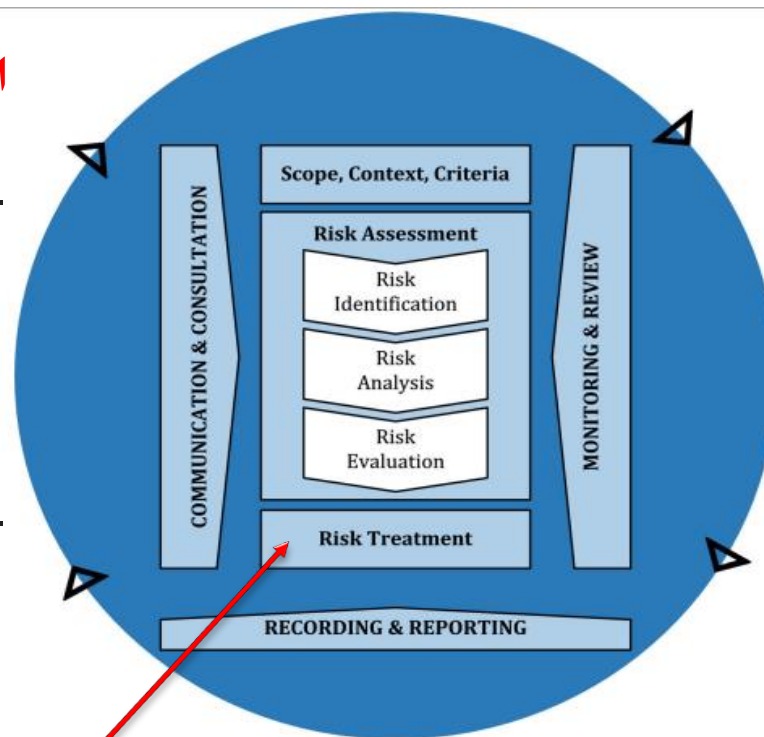 Scope, Context, Criteria
Risk Assessment
Risk
Identification
Risk
Analysis
Risk
Evaluation
Risk Treatment
COMMUNICATION & CONSULTATION
MONITORING & REVIEW
RECORDING & REPORTING